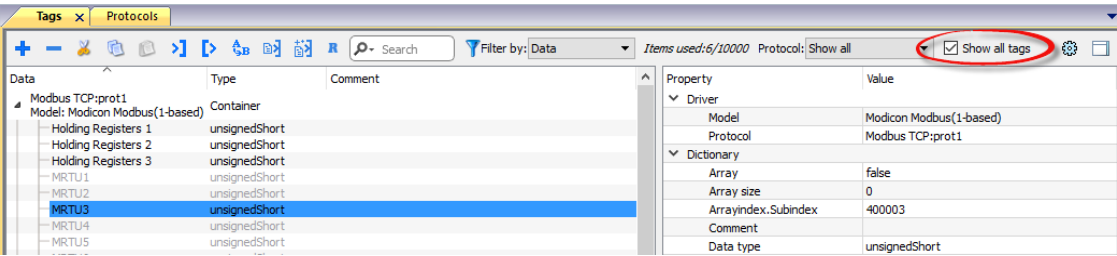 Tags x Protocols
R Search Filter by: Data Items used:6/10000 Protocol: Show all Show all tags
Data Type Comment Property Value
Modbus TCP:prot1 Container Driver
Model: Modicon Modbus(1-based) Model Modicon Modbus(1-based)
Holding Registers 1 unsignedShort Protocol Modbus TCP:prot1
Holding Registers 2 unsignedShort Dictionary
Holding Registers 3 unsignedShort Array false
MRTU1 unsignedShort
MRTU2 unsignedShort Array size 0
MRTU3 unsignedShort Arrayindex.Subindex 400003
MRTU4 unsignedShort Comment
MRTU5 unsignedShort Data type unsignedShort